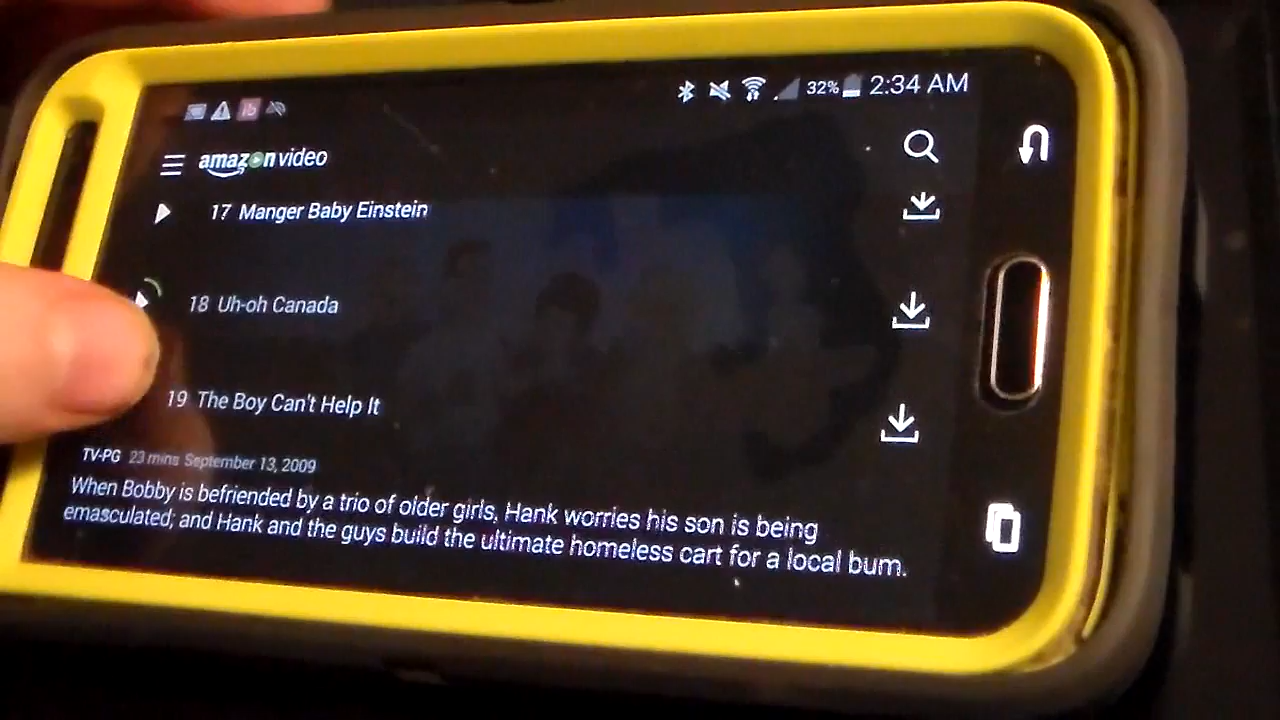 32% 2:34 AM
15
amazon video
17 Manger Baby Einstein
18 Uh-oh Canada
19 The Boy Can't Help It
TV-PG 23 mins September 13, 2009
When Bobby is befriended by a trio of older girls, Hank worries his son is being
emasculated; and Hank and the guys build the ultimate homeless cart for a local bum.